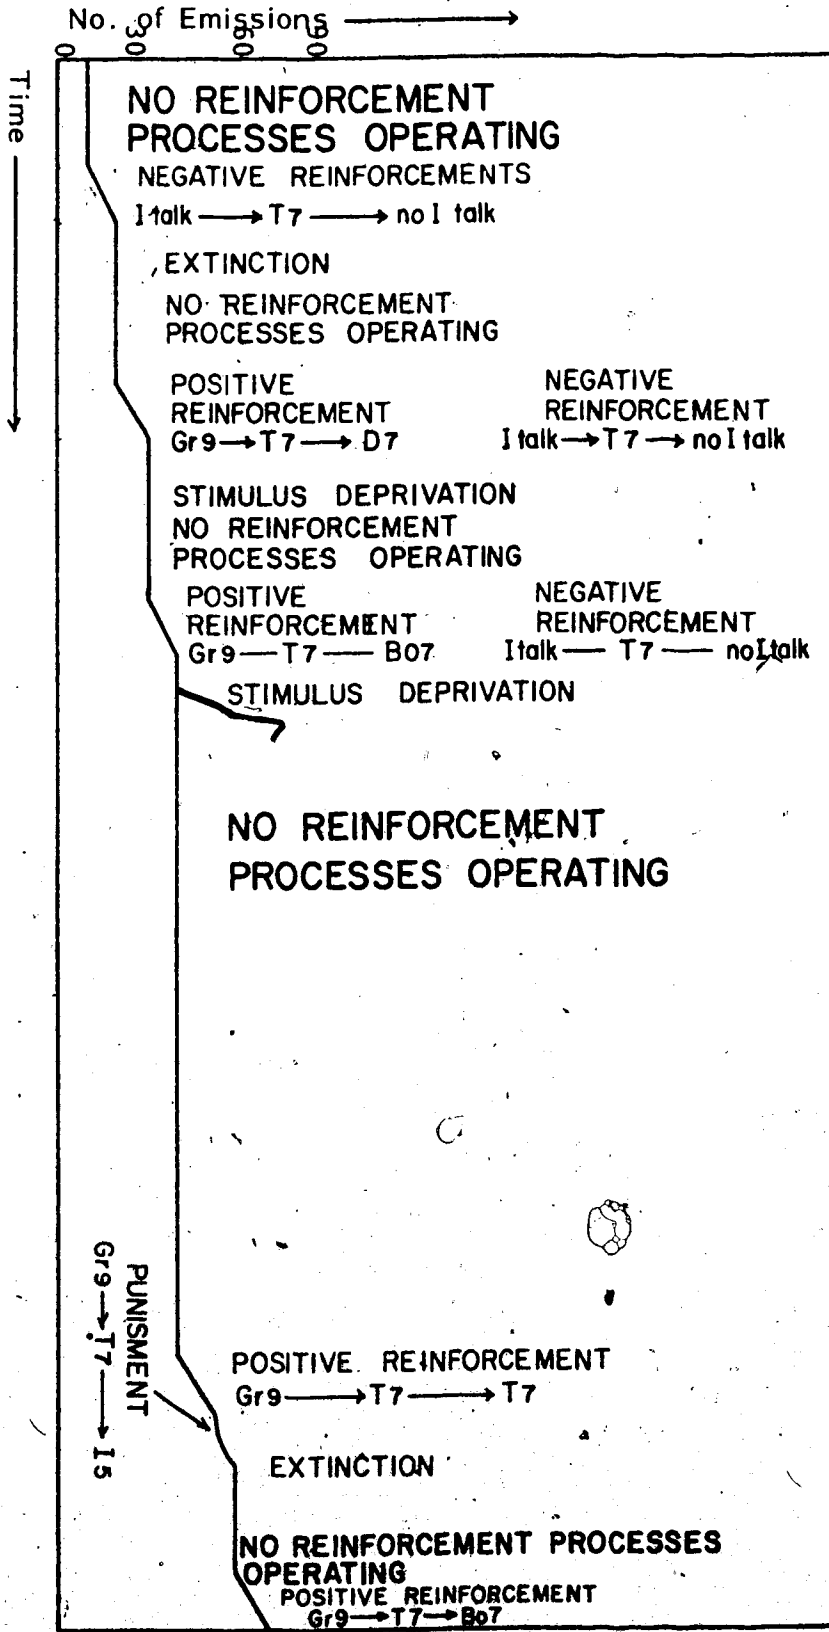 No. of Emissions
0 30 60 90
Time
NO REINFORCEMENT
PROCESSES OPERATING
NEGATIVE REINFORCEMENTS
I talk → T7 → no I talk
EXTINCTION
NO REINFORCEMENT
PROCESSES OPERATING
POSITIVE
REINFORCEMENT
Gr9 → T7 → D7
NEGATIVE
REINFORCEMENT
I talk → T7 → no I talk
STIMULUS DEPRIVATION
NO REINFORCEMENT
PROCESSES OPERATING
POSITIVE
REINFORCEMENT
Gr9 — T7 — B07
NEGATIVE
REINFORCEMENT
I talk — T7 — no I talk
STIMULUS DEPRIVATION
NO REINFORCEMENT
PROCESSES OPERATING
PUNISMENT
Gr9 → T7 → I5
POSITIVE REINFORCEMENT
Gr9 → T7 → T7
EXTINCTION
NO REINFORCEMENT PROCESSES
OPERATING
POSITIVE REINFORCEMENT
Gr9 → T7 → Bo7